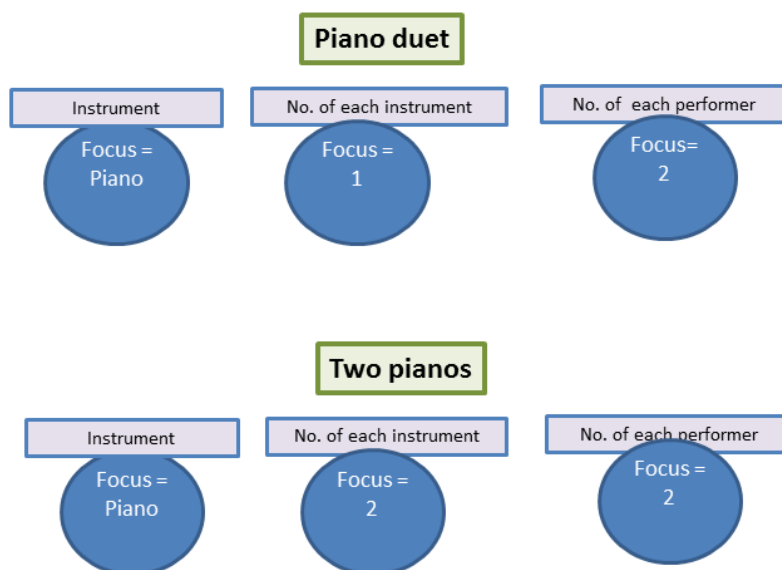 Piano duet
Instrument
No. of each instrument
No. of  each performer
Focus =
Piano
Focus =
1
Focus=
2
Two pianos
Instrument
No. of each instrument
No. of each performer
Focus =
Piano
Focus =
2
Focus =
2